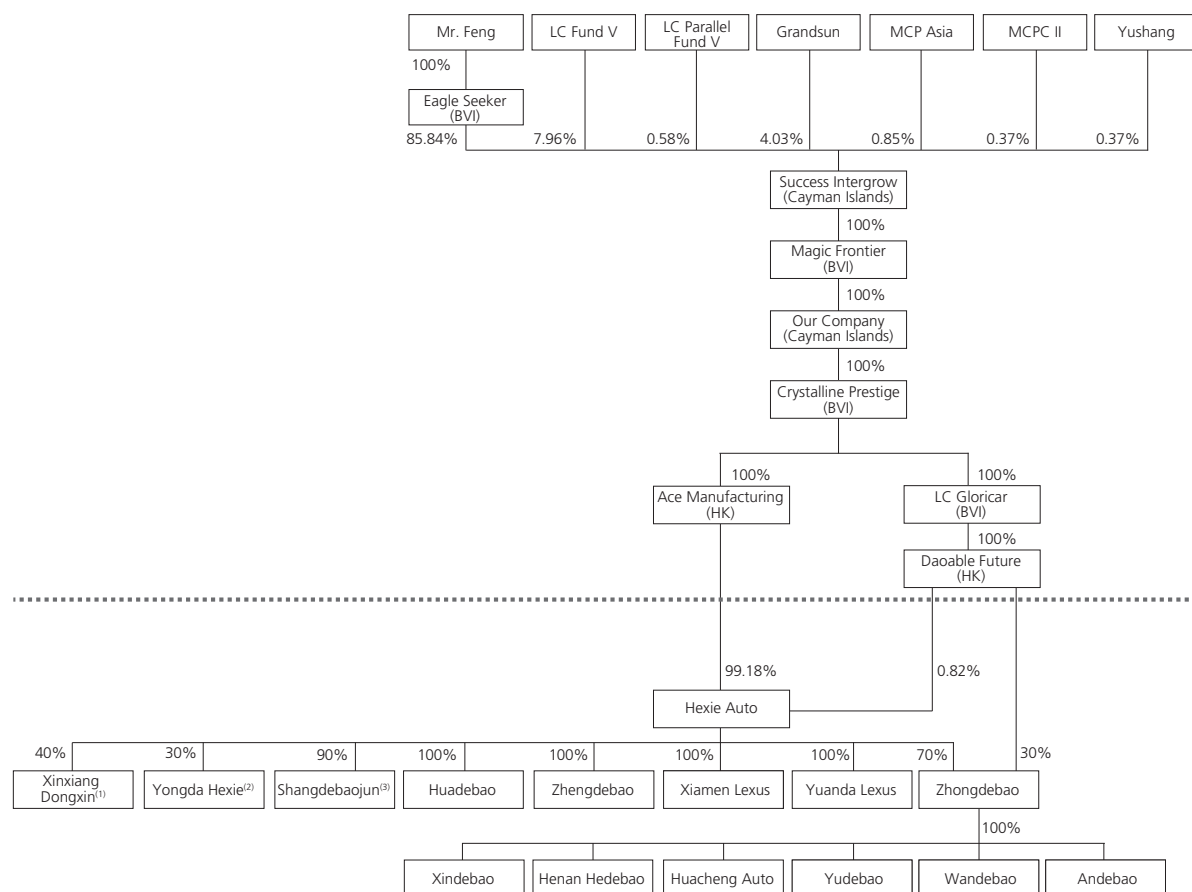 Mr. Feng
LC Fund V
LC Parallel
Fund V
Grandsun
MCP Asia
MCPC II
Yushang
100%
Eagle Seeker
(BVI)
85.84%
7.96%
0.58%
4.03%
0.85%
0.37%
0.37%
Success Intergrow
(Cayman Islands)
100%
Magic Frontier
(BVI)
100%
Our Company
(Cayman Islands)
100%
Crystalline Prestige
(BVI)
100%
100%
Ace Manufacturing
(HK)
LC Gloricar
(BVI)
100%
Daoable Future
(HK)
99.18%
0.82%
Hexie Auto
40%
30%
90%
100%
100%
100%
100%
70%
30%
Xinxiang
Dongxin(1)
Yongda Hexie(2)
Shangdebaojun(3)
Huadebao
Zhengdebao
Xiamen Lexus
Yuanda Lexus
Zhongdebao
100%
Xindebao
Henan Hedebao
Huacheng Auto
Yudebao
Wandebao
Andebao